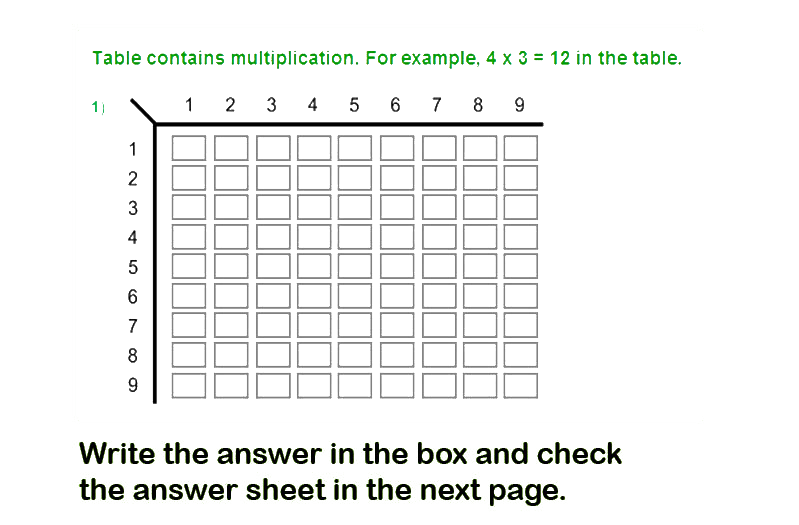 Table contains multiplication. For example, 4 x 3 = 12 in the table.
1) 1 2 3 4 5 6 7 8 9
1
2
3
4
5
6
7
8
9
Write the answer in the box and check
the answer sheet in the next page.